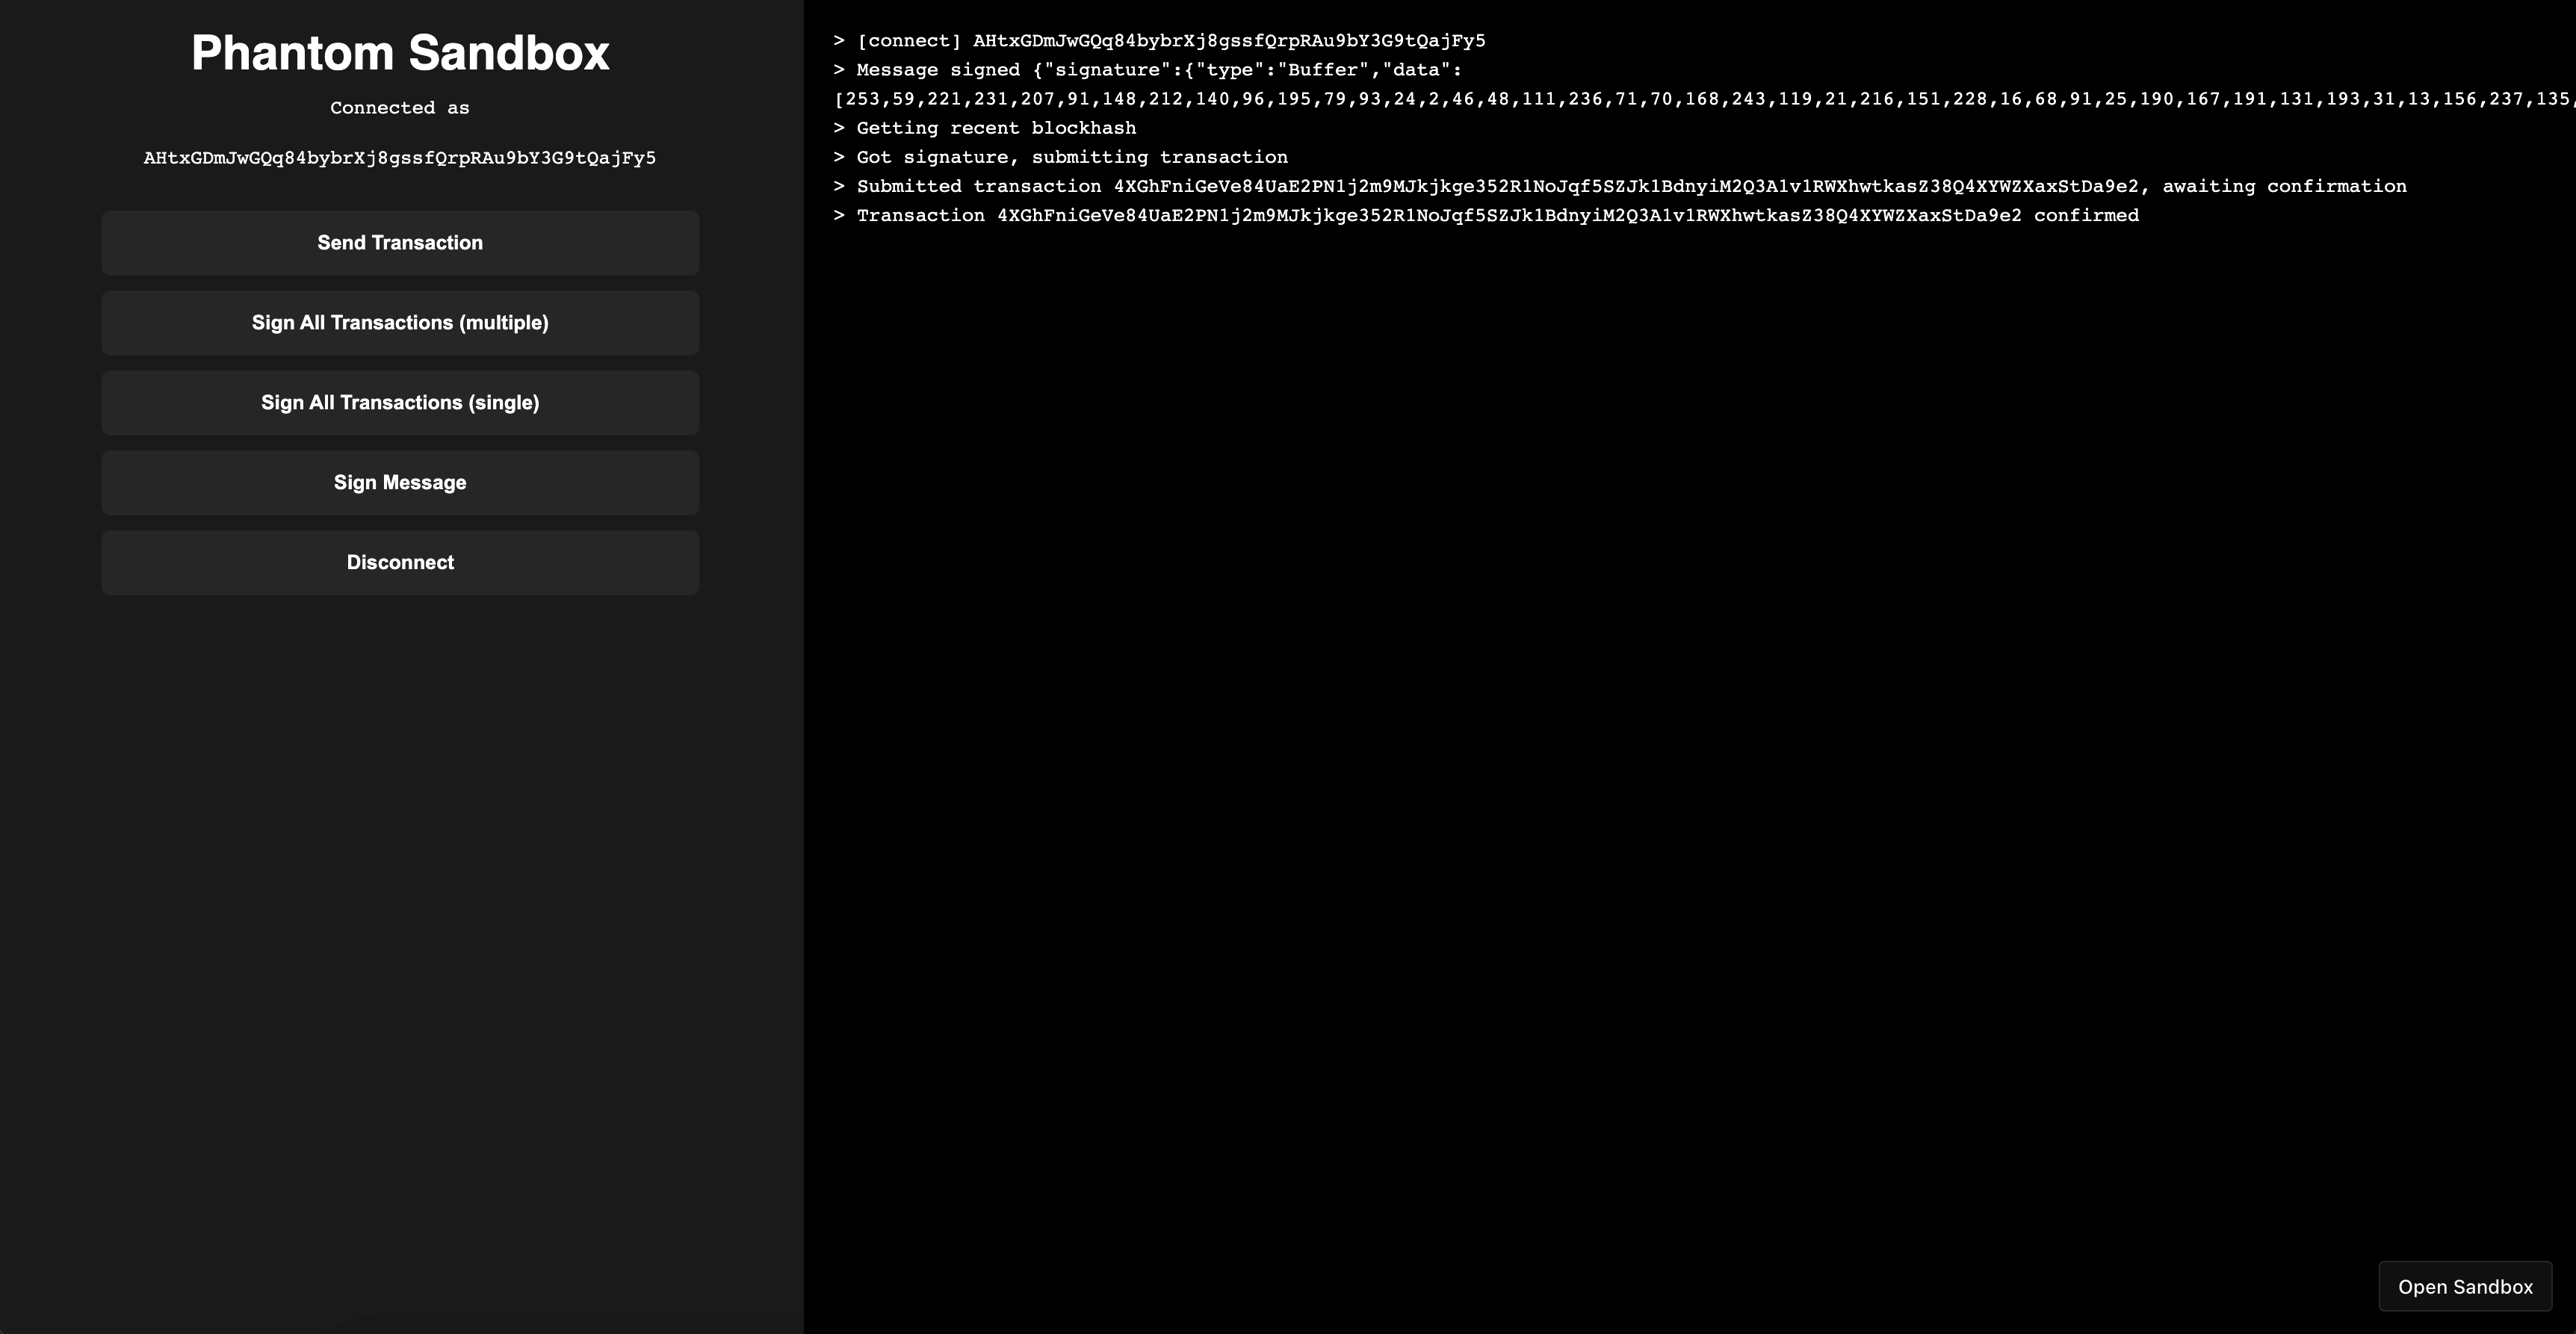 Phantom Sandbox
Connected as
AHtxGDmJwGQq84bybrXj8gssfQrpRAu9bY3G9tQajFy5
Send Transaction
Sign All Transactions (multiple)
Sign All Transactions (single)
Sign Message
Disconnect
> [connect] AHtxGDmJwGQq84bybrXj8gssfQrpRAu9bY3G9tQajFy5
> Message signed {"signature":{"type":"Buffer","data":
[253,59,221,231,207,91,148,212,140,96,195,79,93,24,2,46,48,111,236,71,70,168,243,119,21,216,151,228,16,68,91,25,190,167,191,131,193,31,13,156,237,135,
> Getting recent blockhash
> Got signature, submitting transaction
> Submitted transaction 4XGhFniGeVe84UaE2PN1j2m9MJkjkge352R1NoJqf5SZJk1BdnyiM2Q3A1v1RWXhwtkasZ38Q4XYWZXaxStDa9e2, awaiting confirmation
> Transaction 4XGhFniGeVe84UaE2PN1j2m9MJkjkge352R1NoJqf5SZJk1BdnyiM2Q3A1v1RWXhwtkasZ38Q4XYWZXaxStDa9e2 confirmed
Open Sandbox